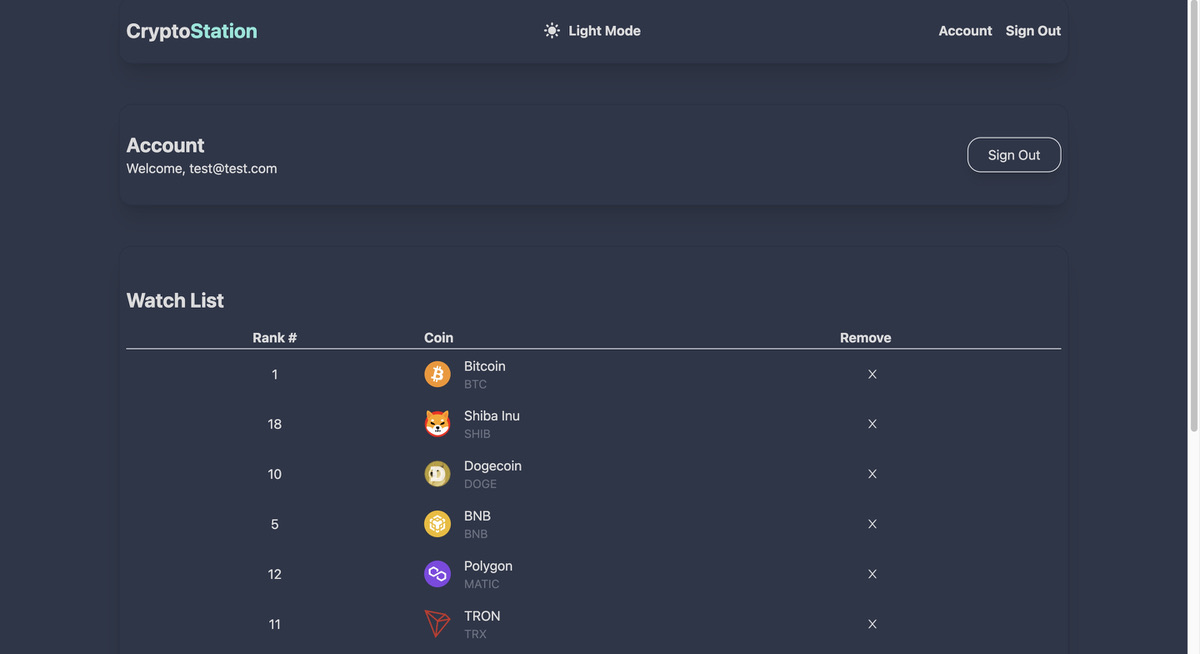 CryptoStation
Light Mode
Account Sign Out
Account
Welcome, test@test.com
Sign Out
Watch List
Rank # Coin Remove
1 Bitcoin X
BTC
18 Shiba Inu X
SHIB
10 Dogecoin X
DOGE
5 BNB X
BNB
12 Polygon X
MATIC
11 TRON X
TRX